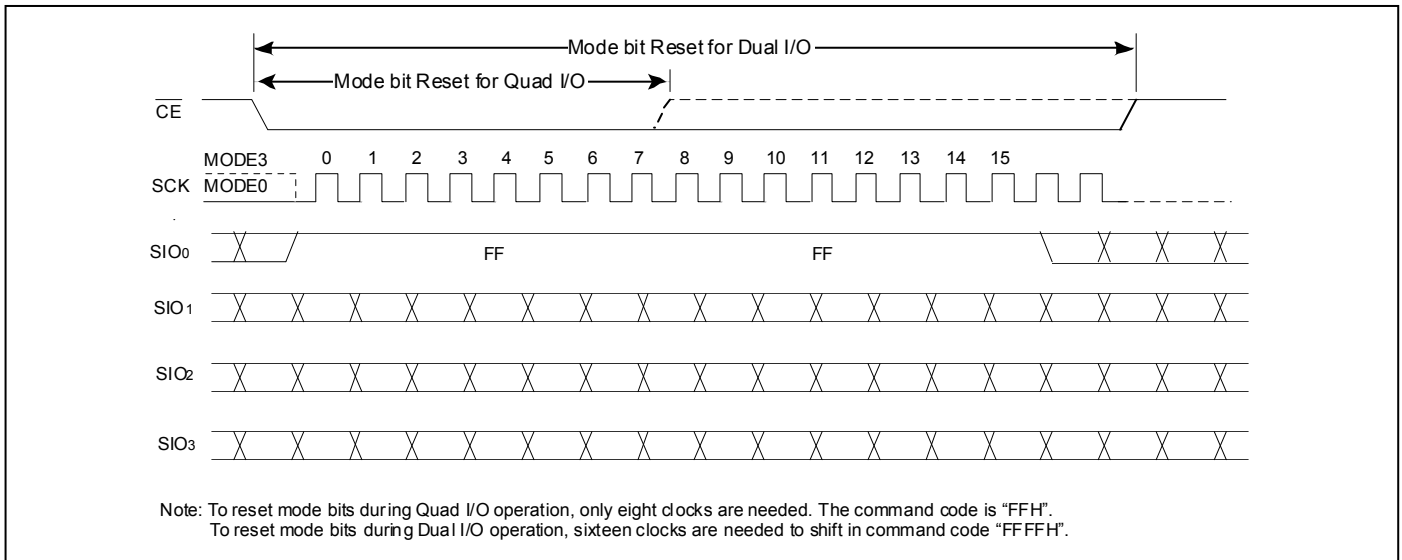 Mode bit Reset for Dual I/O
Mode bit Reset for Quad I/O
CE
MODE3 0 1 2 3 4 5 6 7 8 9 10 11 12 13 14 15
SCK MODE0
SIO0 FF FF
SIO1
SIO2
SIO3
Note: To reset mode bits during Quad I/O operation, only eight clocks are needed. The command code is “FFH”.
To reset mode bits during Dual I/O operation, sixteen clocks are needed to shift in command code “FFFFH”.